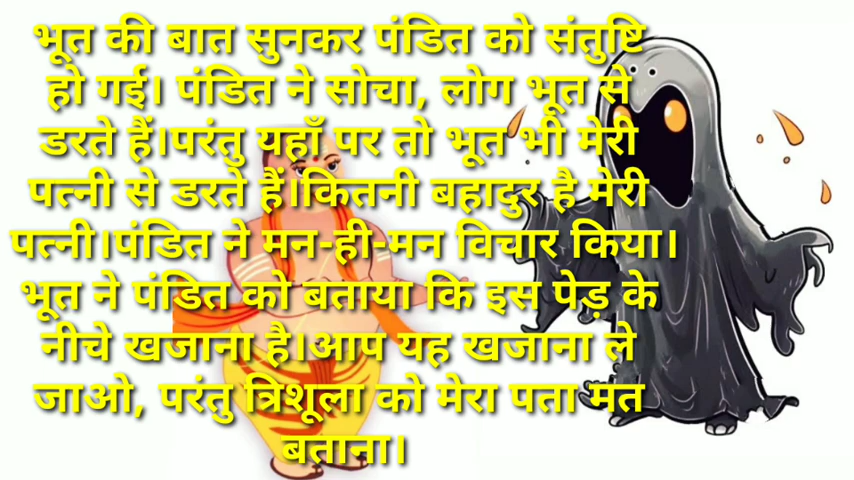 भूत की बात सुनकर पंडित को संतुष्टि
हो गई। पंडित ने सोचा, लोग भूत से
डरते हैं।परंतु यहाँ पर तो भूत भी मेरी
पत्नी से डरते हैं।कितनी बहादुर है मेरी
पत्नी।पंडित ने मन-ही-मन विचार किया।
भूत ने पंडित को बताया कि इस पेड़ के
नीचे खजाना है।आप यह खजाना ले
जाओ, परंतु त्रिशूला को मेरा पता मत
बताना।